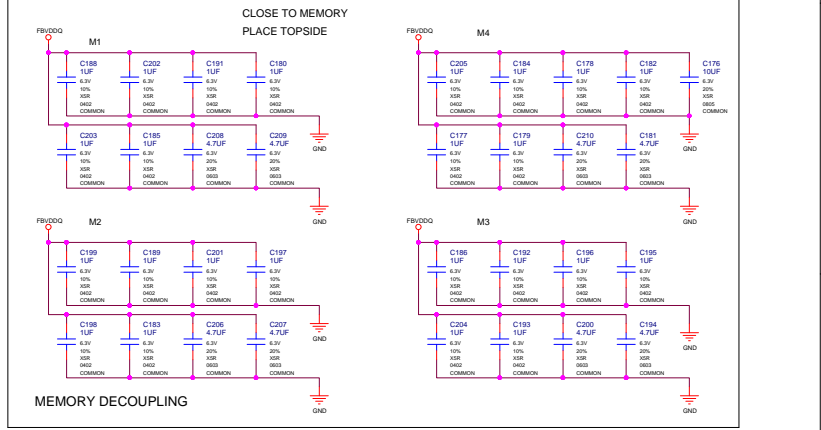 CLOSE TO MEMORY
PLACE TOPSIDE
FBVDDQ
M1
C188
1UF
6.3V
10%
X5R
0402
COMMON
C202
1UF
6.3V
10%
X5R
0402
COMMON
C191
1UF
6.3V
10%
X5R
0402
COMMON
C180
1UF
6.3V
10%
X5R
0402
COMMON
GND
C203
1UF
6.3V
10%
X5R
0402
COMMON
C185
1UF
6.3V
10%
X5R
0402
COMMON
C208
4.7UF
6.3V
20%
X5R
0603
COMMON
C209
4.7UF
6.3V
20%
X5R
0603
COMMON
GND
FBVDDQ
M4
C205
1UF
6.3V
10%
X5R
0402
COMMON
C184
1UF
6.3V
10%
X5R
0402
COMMON
C178
1UF
6.3V
10%
X5R
0402
COMMON
C182
1UF
6.3V
10%
X5R
0402
COMMON
C176
10UF
6.3V
20%
X5R
0805
COMMON
GND
C177
1UF
6.3V
10%
X5R
0402
COMMON
C179
1UF
6.3V
10%
X5R
0402
COMMON
C210
4.7UF
6.3V
20%
X5R
0603
COMMON
C181
4.7UF
6.3V
20%
X5R
0603
COMMON
GND
FBVDDQ
M2
C199
1UF
6.3V
10%
X5R
0402
COMMON
C189
1UF
6.3V
10%
X5R
0402
COMMON
C201
1UF
6.3V
10%
X5R
0402
COMMON
C197
1UF
6.3V
10%
X5R
0402
COMMON
GND
C198
1UF
6.3V
10%
X5R
0402
COMMON
C183
1UF
6.3V
10%
X5R
0402
COMMON
C206
4.7UF
6.3V
20%
X5R
0603
COMMON
C207
4.7UF
6.3V
20%
X5R
0603
COMMON
GND
FBVDDQ
M3
C186
1UF
6.3V
10%
X5R
0402
COMMON
C192
1UF
6.3V
10%
X5R
0402
COMMON
C196
1UF
6.3V
10%
X5R
0402
COMMON
C195
1UF
6.3V
10%
X5R
0402
COMMON
GND
C204
1UF
6.3V
10%
X5R
0402
COMMON
C193
1UF
6.3V
10%
X5R
0402
COMMON
C200
4.7UF
6.3V
20%
X5R
0603
COMMON
C194
4.7UF
6.3V
20%
X5R
0603
COMMON
GND
MEMORY DECOUPLING